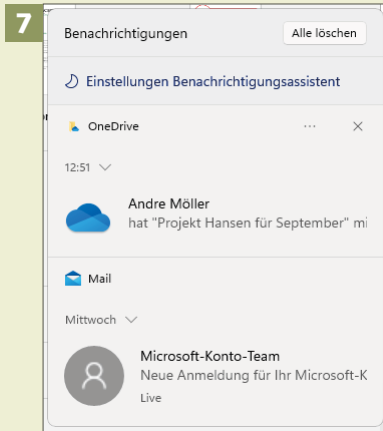 7
Benachrichtigungen
Alle löschen
Einstellungen Benachrichtigungsassistent
OneDrive
12:51
Andre Möller
hat "Projekt Hansen für September" mi
Mail
Mittwoch
Microsoft-Konto-Team
Neue Anmeldung für Ihr Microsoft-K
Live